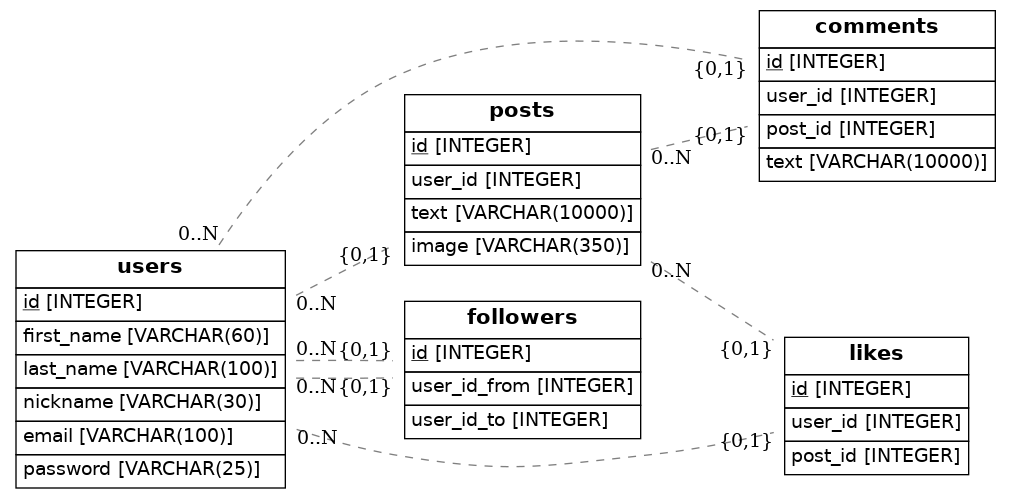 comments
id [INTEGER]
user_id [INTEGER]
post_id [INTEGER]
text [VARCHAR(10000)]
{0,1}
{0,1}
posts
id [INTEGER]
user_id [INTEGER]
text [VARCHAR(10000)]
image [VARCHAR(350)]
0..N
0..N
0..N
{0,1}
users
id [INTEGER]
first_name [VARCHAR(60)]
last_name [VARCHAR(100)]
nickname [VARCHAR(30)]
email [VARCHAR(100)]
password [VARCHAR(25)]
0..N
0..N
{0,1}
0..N
{0,1}
0..N
followers
id [INTEGER]
user_id_from [INTEGER]
user_id_to [INTEGER]
{0,1}
{0,1}
likes
id [INTEGER]
user_id [INTEGER]
post_id [INTEGER]